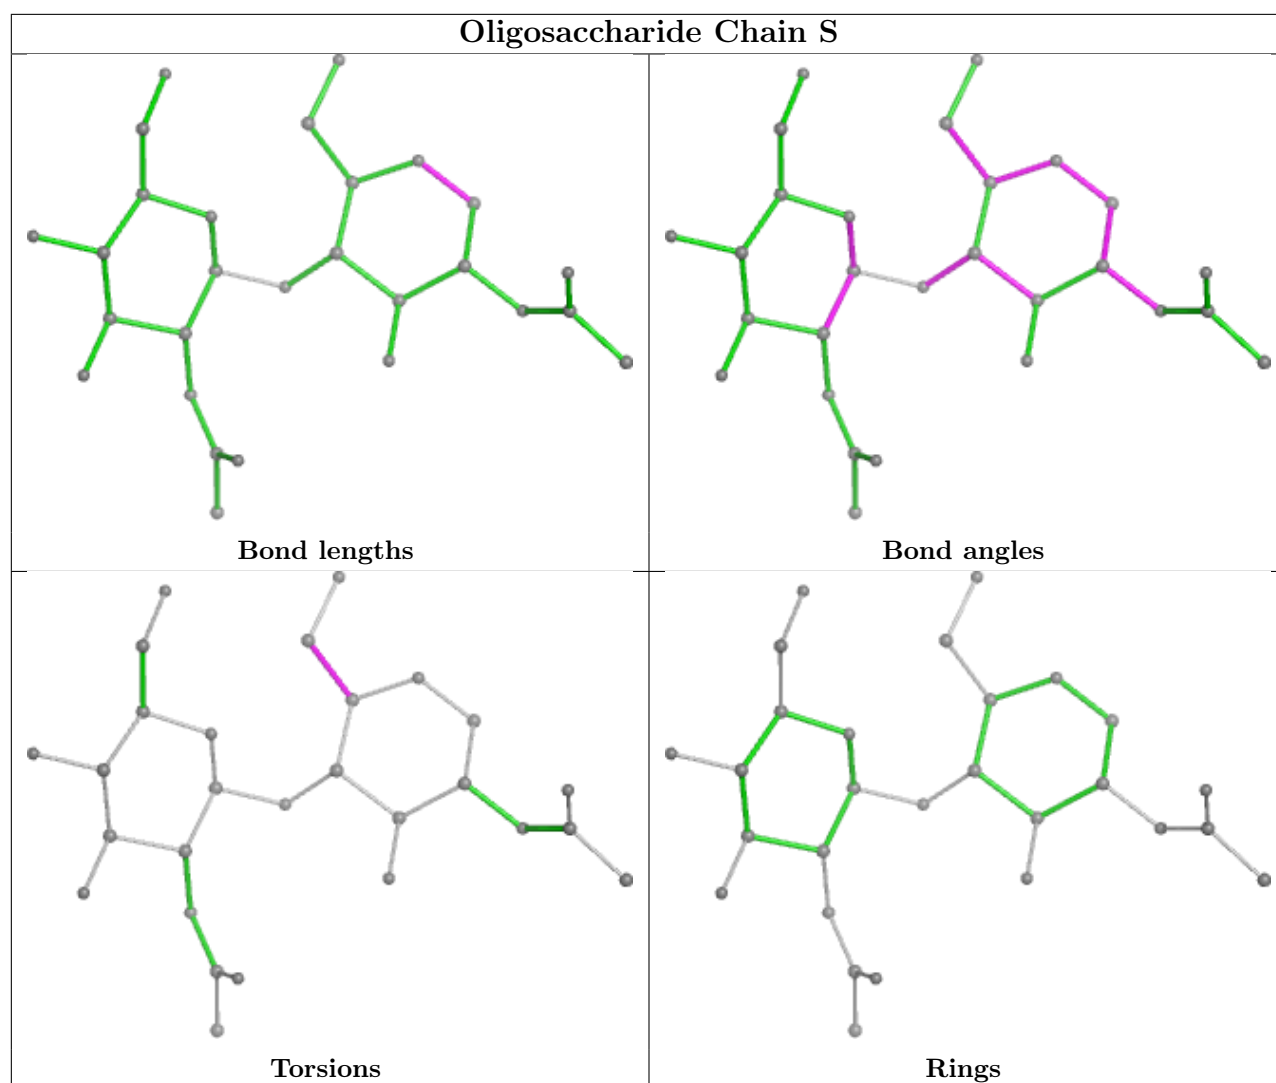 Oligosaccharide Chain S
Bond lengths
Bond angles
Torsions
Rings